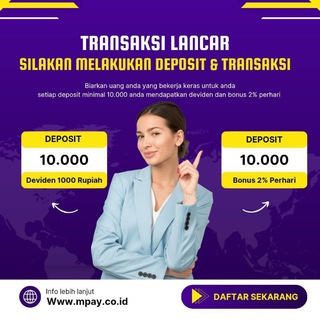 TRANSAKSI LANCAR
SILAKAN MELAKUKAN DEPOSIT & TRANSAKSI
Biarkan uang anda yang bekerja keras untuk anda
setiap deposit minimal 10.000 anda mendapatkan deviden dan bonus 2% perhari
DEPOSIT
10.000
Deviden 1000 Rupiah
DEPOSIT
10.000
Bonus 2% Perhari
Info lebih lanjut
Www.mpay.co.id
DAFTAR SEKARANG